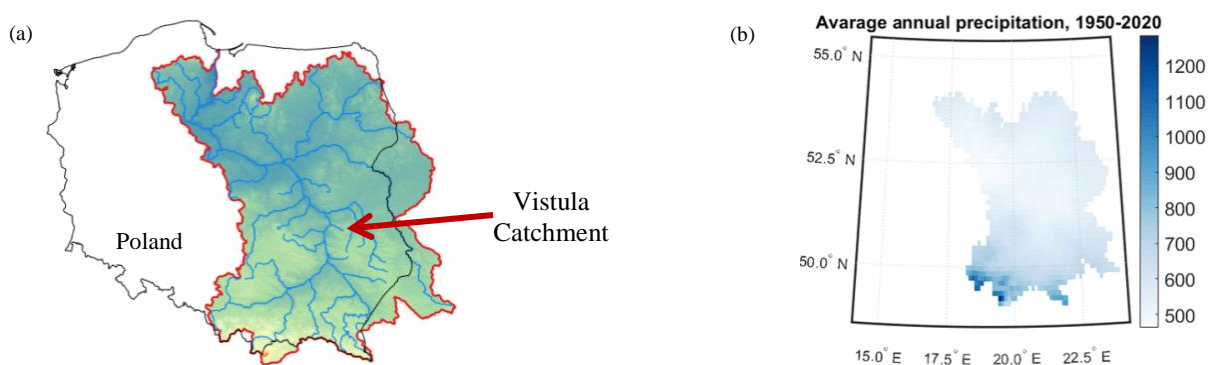 (a)
Poland
Vistula
Catchment
(b)
Avarage annual precipitation, 1950-2020
55.0° N
52.5° N
50.0° N
15.0° E 17.5° E 20.0° E 22.5° E
1200
1100
1000
900
800
700
600
500